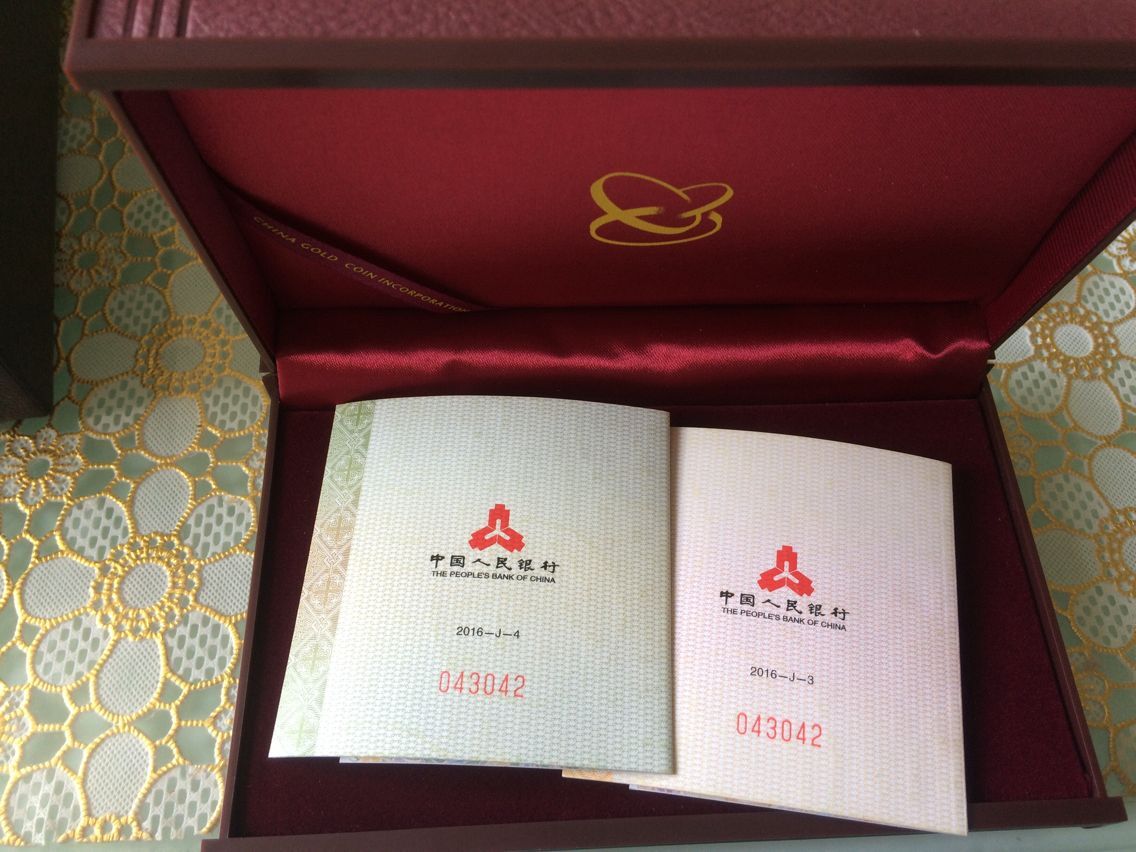 CHINA GOLD COIN INCORPORATION
中国人民银行
THE PEOPLE'S BANK OF CHINA
2016—J—4
043042
中国人民银行
THE PEOPLE'S BANK OF CHINA
2016—J—3
043042